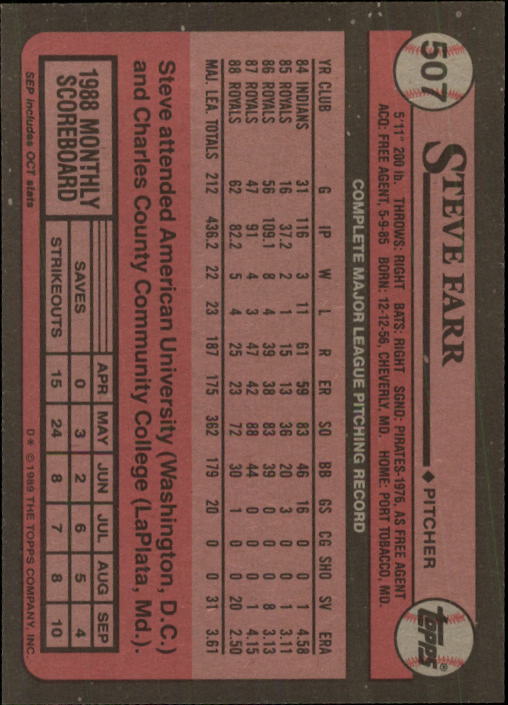 507
STEVE FARR ♦ PITCHER
topps®
5'11" 200 lb. THROWS: RIGHT BATS: RIGHT SGND: PIRATES-1976, AS FREE AGENT
ACQ: FREE AGENT, 5-9-85 BORN: 12-12-56, CHEVERLY, MD. HOME: PORT TOBACCO, MD.
COMPLETE MAJOR LEAGUE PITCHING RECORD
YR CLUB G IP W L R ER SO BB GS CG SHO SV ERA
84 INDIANS 31 116 3 11 61 59 83 46 16 0 0 1 4.58
85 ROYALS 16 37.2 2 1 15 13 36 20 3 0 0 1 3.11
86 ROYALS 56 109.1 8 4 39 38 83 39 0 0 0 8 3.13
87 ROYALS 47 91 4 3 47 42 88 44 0 0 0 1 4.15
88 ROYALS 62 82.2 5 4 25 23 72 30 1 0 0 20 2.50
MAJ. LEA. TOTALS 212 436.2 22 23 187 175 362 179 20 0 0 31 3.61
Steve attended American University (Washington, D.C.)
and Charles County Community College (LaPlata, Md.).
1988 MONTHLY
SCOREBOARD
APR MAY JUN JUL AUG SEP
SAVES 0 3 2 6 5 4
STRIKEOUTS 15 24 8 7 8 10
SEP includes OCT stats
D* © 1989 THE TOPPS COMPANY, INC.